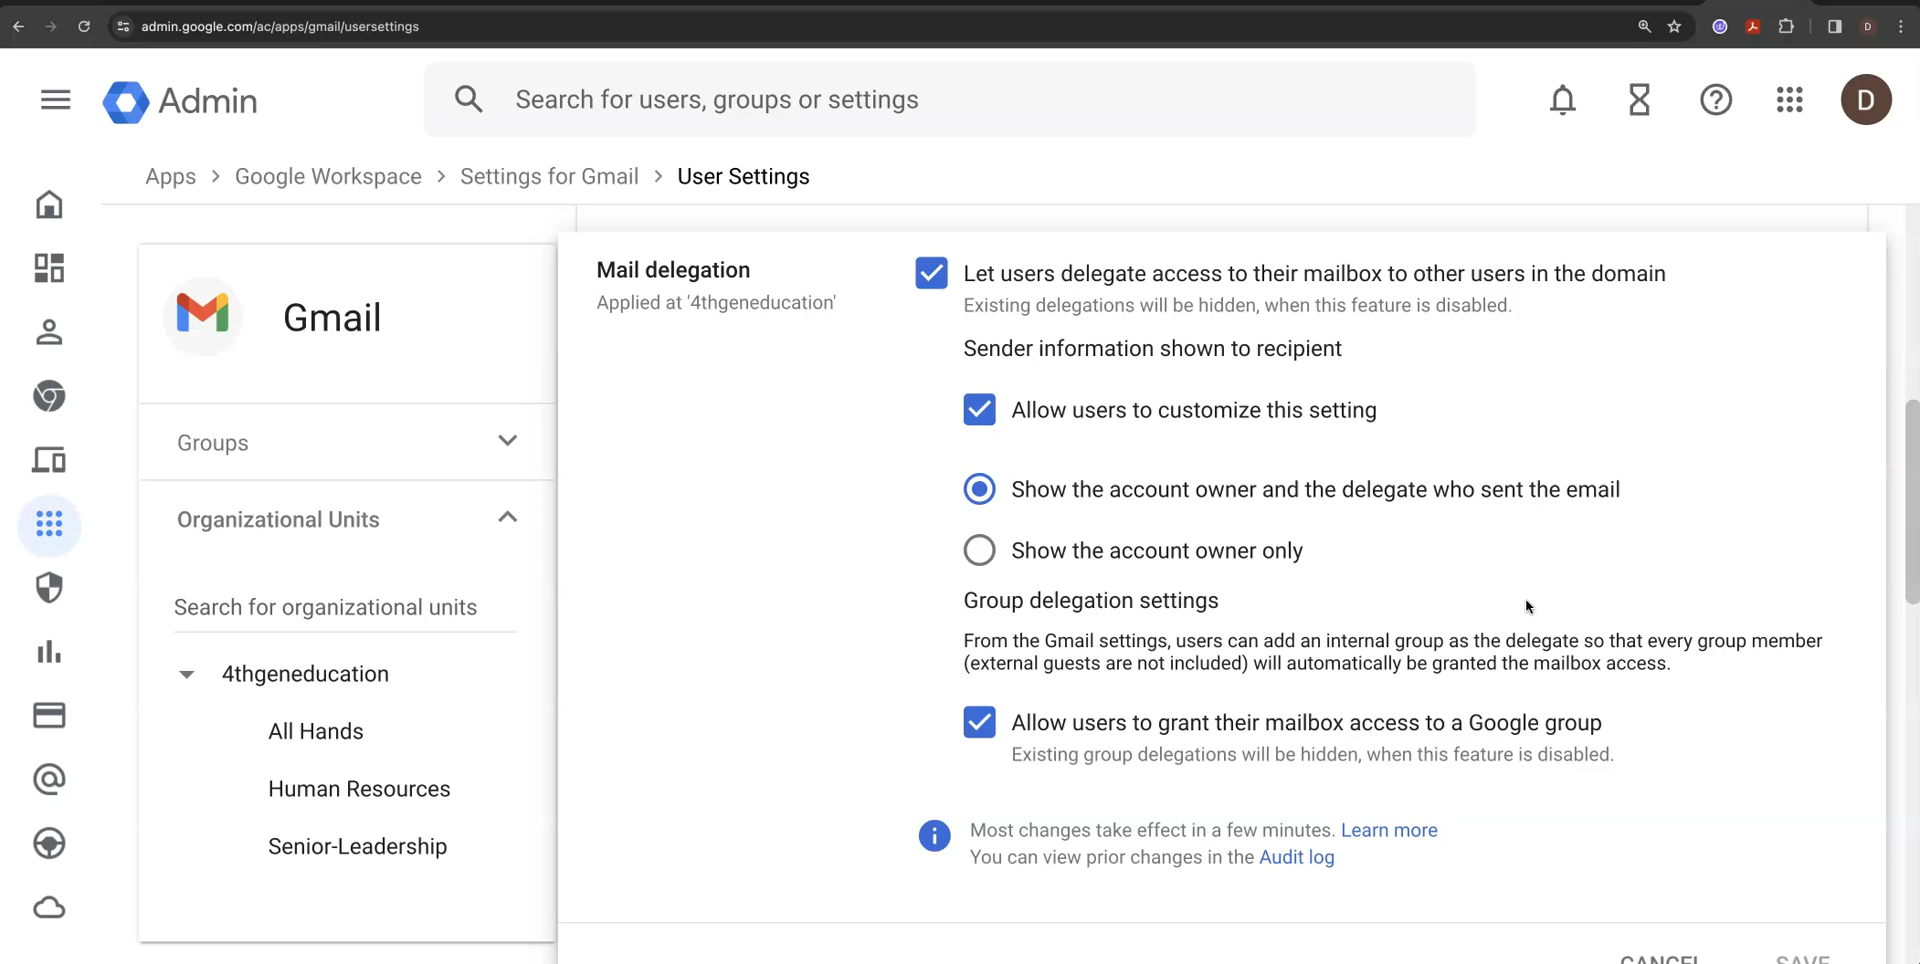 admin.google.com/ac/apps/gmail/usersettings
D
Admin
Search for users, groups or settings
D
Apps > Google Workspace > Settings for Gmail > User Settings
Gmail
Groups
Organizational Units
Search for organizational units
4thgeneducation
All Hands
Human Resources
Senior-Leadership
Mail delegation
Applied at '4thgeneducation'
Let users delegate access to their mailbox to other users in the domain
Existing delegations will be hidden, when this feature is disabled.
Sender information shown to recipient
Allow users to customize this setting
Show the account owner and the delegate who sent the email
Show the account owner only
Group delegation settings
From the Gmail settings, users can add an internal group as the delegate so that every group member
(external guests are not included) will automatically be granted the mailbox access.
Allow users to grant their mailbox access to a Google group
Existing group delegations will be hidden, when this feature is disabled.
Most changes take effect in a few minutes. Learn more
You can view prior changes in the Audit log
CANCEL SAVE